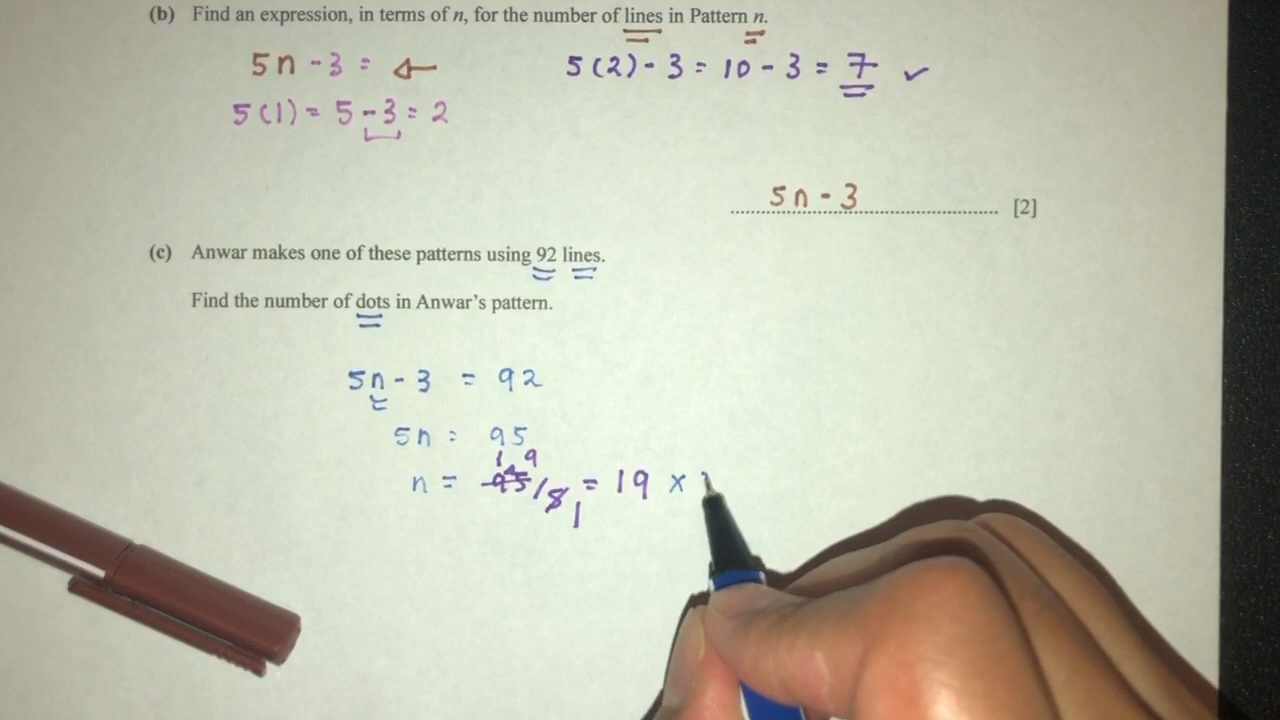 (b) Find an expression, in terms of n, for the number of lines in Pattern n.
5n - 3 =
5(2) - 3 = 10 - 3 = 7 ✓
5(1) = 5 - 3 = 2
5n - 3 [2]
(c) Anwar makes one of these patterns using 92 lines.
Find the number of dots in Anwar's pattern.
5n - 3 = 92
5n = 95
19
n = 95/5 = 19 ×
1